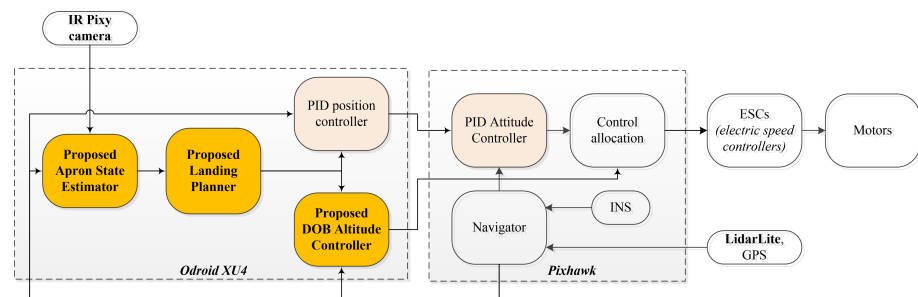 IR Pixy
camera
PID position
controller
Proposed
Apron State
Estimator
Proposed
Landing
Planner
Proposed
DOB Altitude
Controller
Odroid XU4
PID Attitude
Controller
Control
allocation
Navigator
INS
Pixhawk
ESCs
(electric speed
controllers)
Motors
LidarLite,
GPS